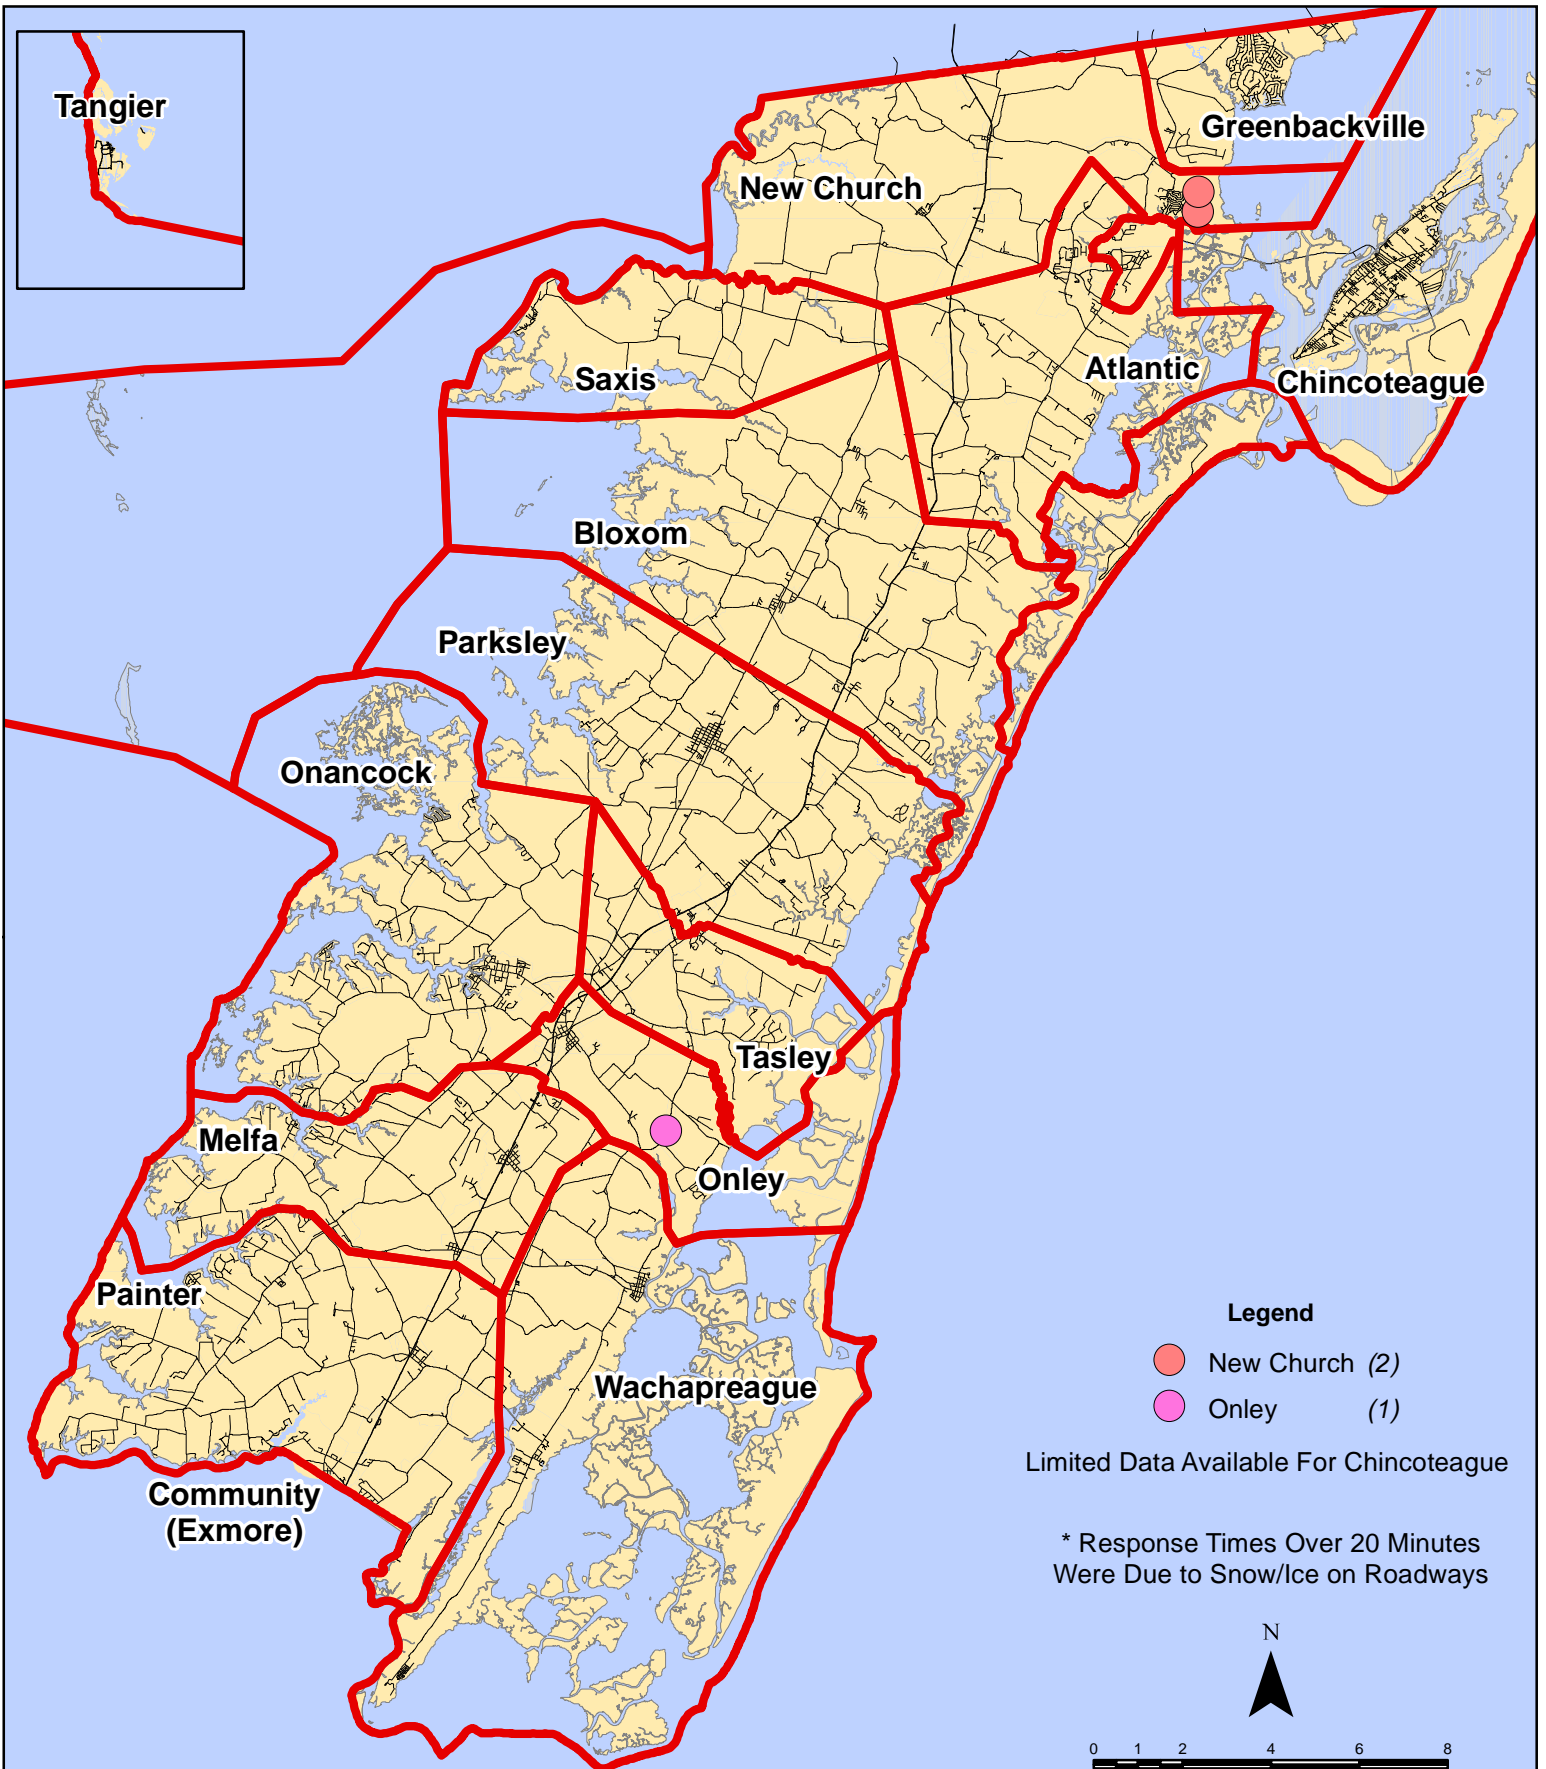 Tangier
Greenbackville
New Church
Saxis
Atlantic
Chincoteague
Bloxom
Parksley
Onancock
Tasley
Melfa
Onley
Painter
Wachapreague
Community
(Exmore)
Legend
New Church (2)
Onley (1)
Limited Data Available For Chincoteague
* Response Times Over 20 Minutes
Were Due to Snow/Ice on Roadways
N
0 1 2 4 6 8